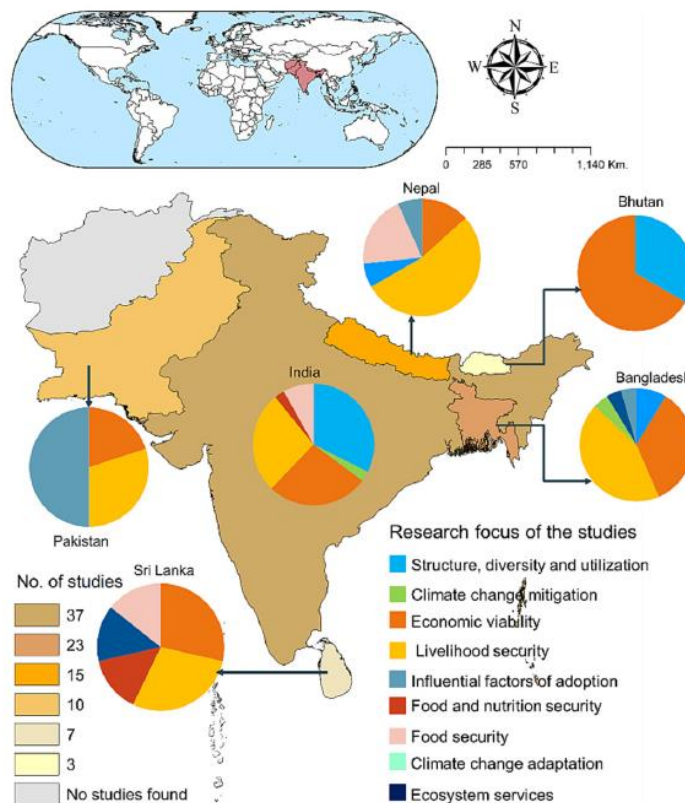 N
W E
S
0 285 570 1,140 Km.
Nepal
Bhutan
India
Bangladesh
Pakistan
Sri Lanka
No. of studies
37
23
15
10
7
3
No studies found
Research focus of the studies
Structure, diversity and utilization
Climate change mitigation
Economic viability
Livelihood security
Influential factors of adoption
Food and nutrition security
Food security
Climate change adaptation
Ecosystem services